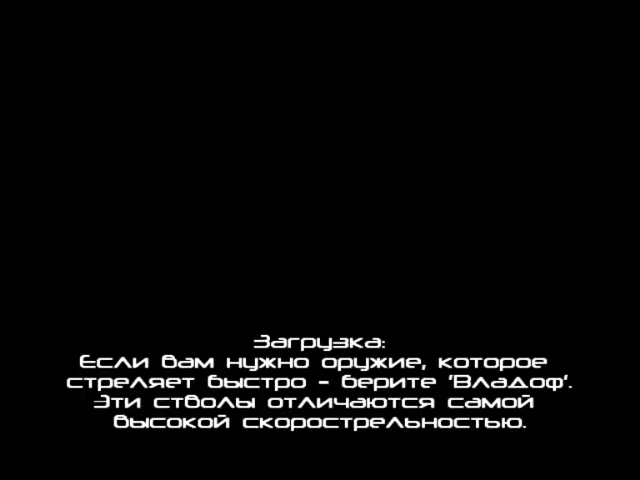 Загрузка:
Если вам нужно оружие, которое
стреляет быстро - берите 'Владоф'.
Эти стволы отличаются самой
высокой скорострельностью.